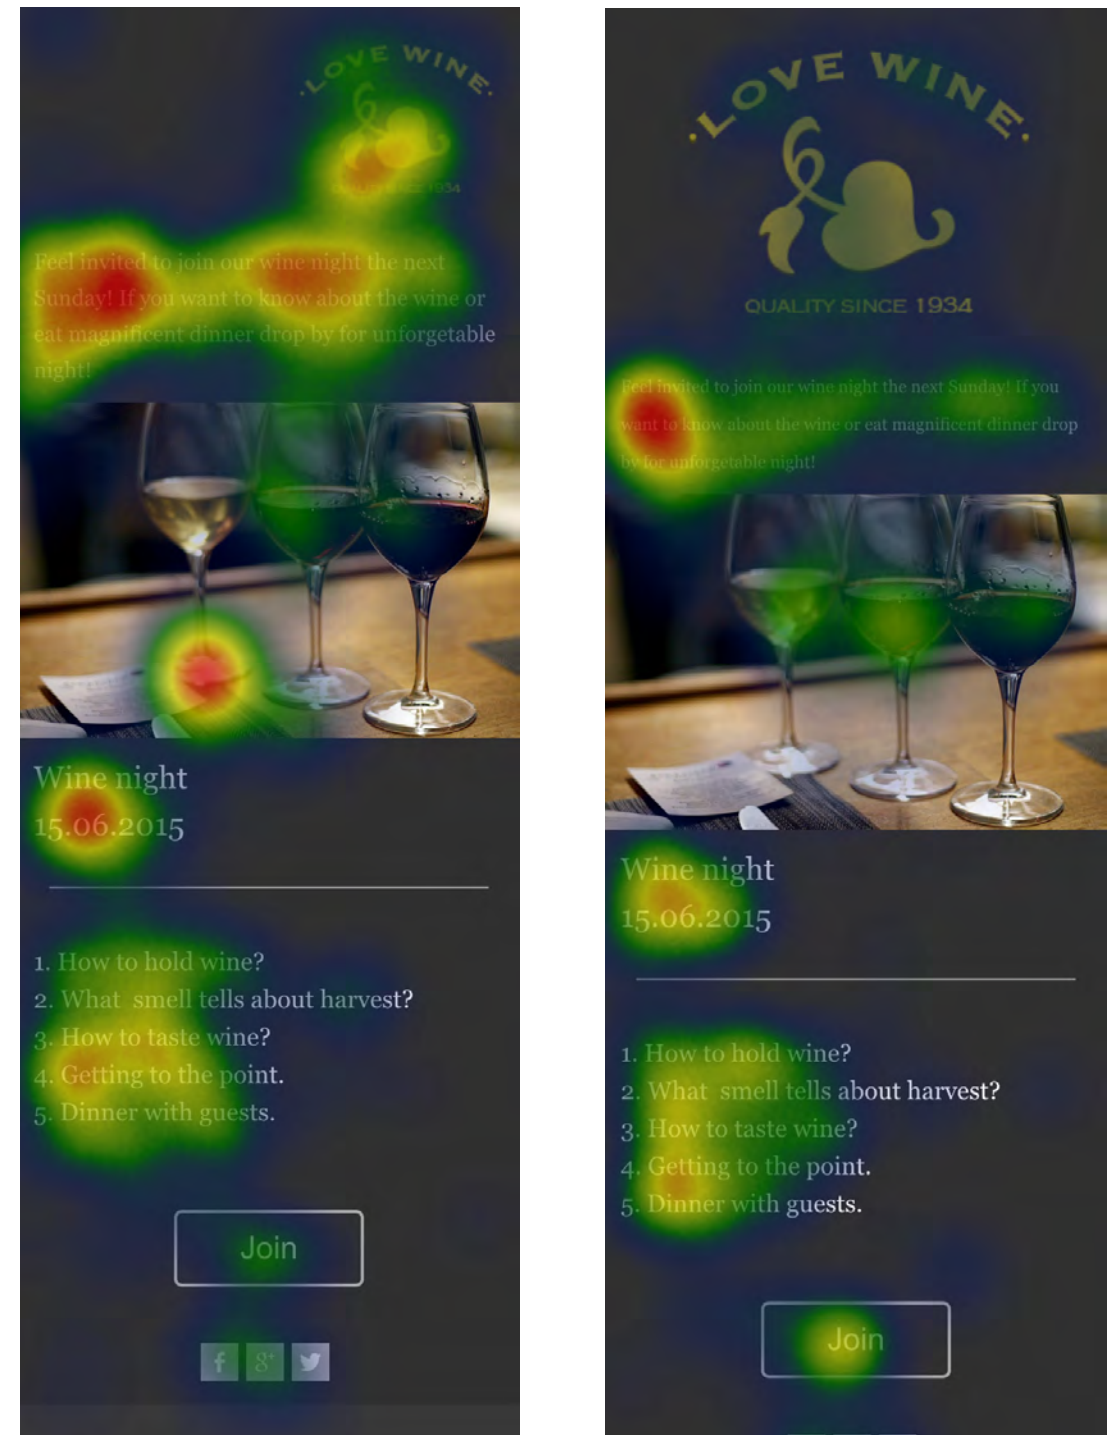 ·LOVE WINE·
QUALITY SINCE 1934
Feel invited to join our wine night the next
Sunday! If you want to know about the wine or
eat magnificent dinner drop by for unforgetable
night!
Wine night
15.06.2015
1. How to hold wine?
2. What smell tells about harvest?
3. How to taste wine?
4. Getting to the point.
5. Dinner with guests.
Join
f g+
·LOVE WINE·
QUALITY SINCE 1934
Feel invited to join our wine night the next Sunday! If you
want to know about the wine or eat magnificent dinner drop
by for unforgetable night!
Wine night
15.06.2015
1. How to hold wine?
2. What smell tells about harvest?
3. How to taste wine?
4. Getting to the point.
5. Dinner with guests.
Join